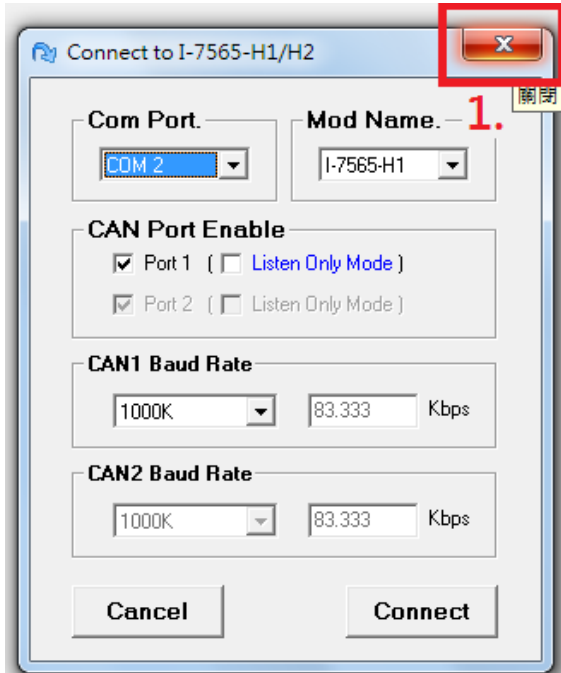 Connect to I-7565-H1/H2
x
關閉
1.
Com Port.
Mod Name.
COM 2
I-7565-H1
CAN Port Enable
Port 1 ( Listen Only Mode )
Port 2 ( Listen Only Mode )
CAN1 Baud Rate
1000K 83.333 Kbps
CAN2 Baud Rate
1000K 83.333 Kbps
Cancel Connect